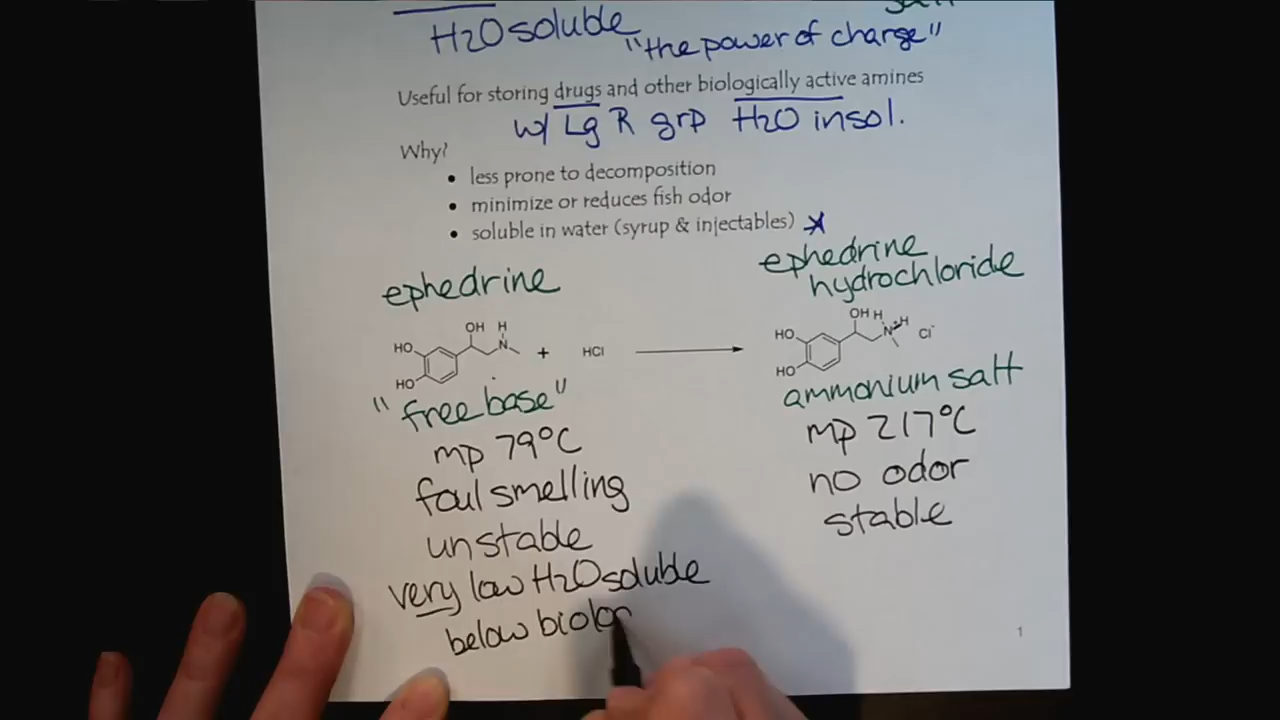 H2O soluble
"the power of charge"
Useful for storing drugs and other biologically active amines
w/ Lg R grp H2O insol.
Why?
• less prone to decomposition
• minimize or reduces fish odor
• soluble in water (syrup & injectables)
ephedrine
ephedrine
hydrochloride
OH H
HO N
HO
+ HCl
OH H
HO N H
HO
Cl-
"free base"
ammonium salt
mp 79°C
mp 217°C
foul smelling
no odor
unstable
stable
very low H2O soluble
below biolo
1